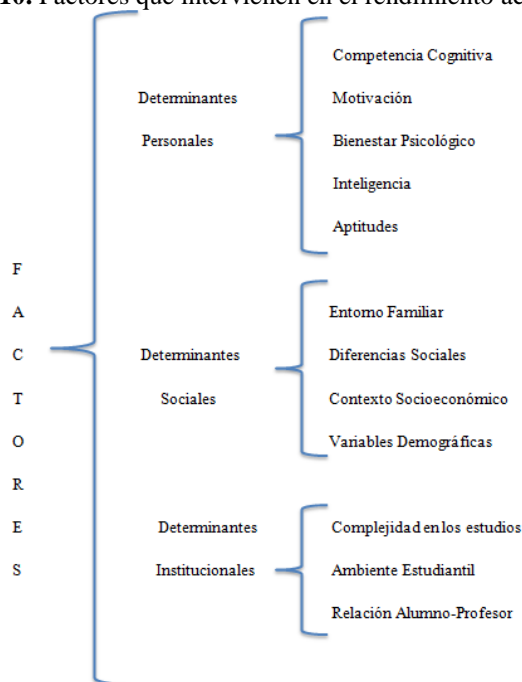 10. Factores que intervienen en el rendimiento
Competencia Cognitiva
Determinantes
Motivación
Personales
Bienestar Psicológico
Inteligencia
Aptitudes
F
A
C
T
O
R
E
S
Entorno Familiar
Determinantes
Diferencias Sociales
Sociales
Contexto Socioeconómico
Variables Demográficas
Determinantes
Complejidad en los estudios
Institucionales
Ambiente Estudiantil
Relación Alumno-Profesor